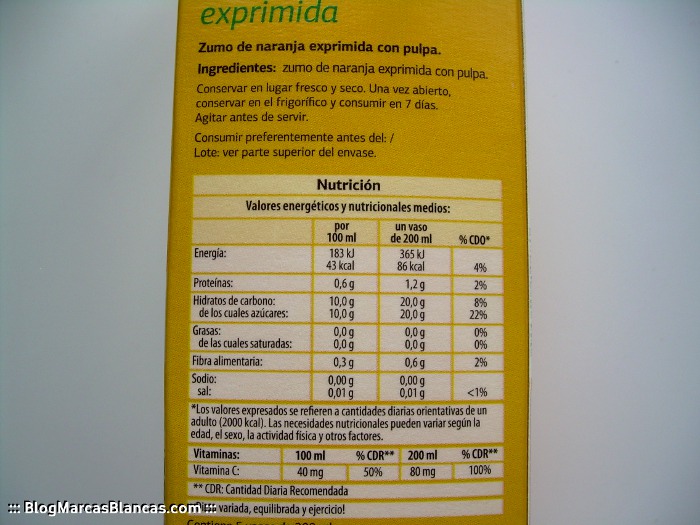 exprimida
Zumo de naranja exprimida con pulpa.
Ingredientes: zumo de naranja exprimida con pulpa.
Conservar en lugar fresco y seco. Una vez abierto,
conservar en el frigorífico y consumir en 7 días.
Agitar antes de servir.
Consumir preferentemente antes del: /
Lote: ver parte superior del envase.
Nutrición
Valores energéticos y nutricionales medios:
por 100 ml un vaso de 200 ml % CDO*
Energía: 183 kJ 365 kJ
43 kcal 86 kcal 4%
Proteínas: 0,6 g 1,2 g 2%
Hidratos de carbono: 10,0 g 20,0 g 8%
de los cuales azúcares: 10,0 g 20,0 g 22%
Grasas: 0,0 g 0,0 g 0%
de las cuales saturadas: 0,0 g 0,0 g 0%
Fibra alimentaria: 0,3 g 0,6 g 2%
Sodio: 0,00 g 0,00 g
sal: 0,01 g 0,01 g <1%
*Los valores expresados se refieren a cantidades diarias orientativas de un
adulto (2000 kcal). Las necesidades nutricionales pueden variar según la
edad, el sexo, la actividad física y otros factores.
Vitaminas: 100 ml % CDR** 200 ml % CDR**
Vitamina C: 40 mg 50% 80 mg 100%
** CDR: Cantidad Diaria Recomendada
variada, equilibrada y ejercicio!
::: BlogMarcasBlancas.com :::